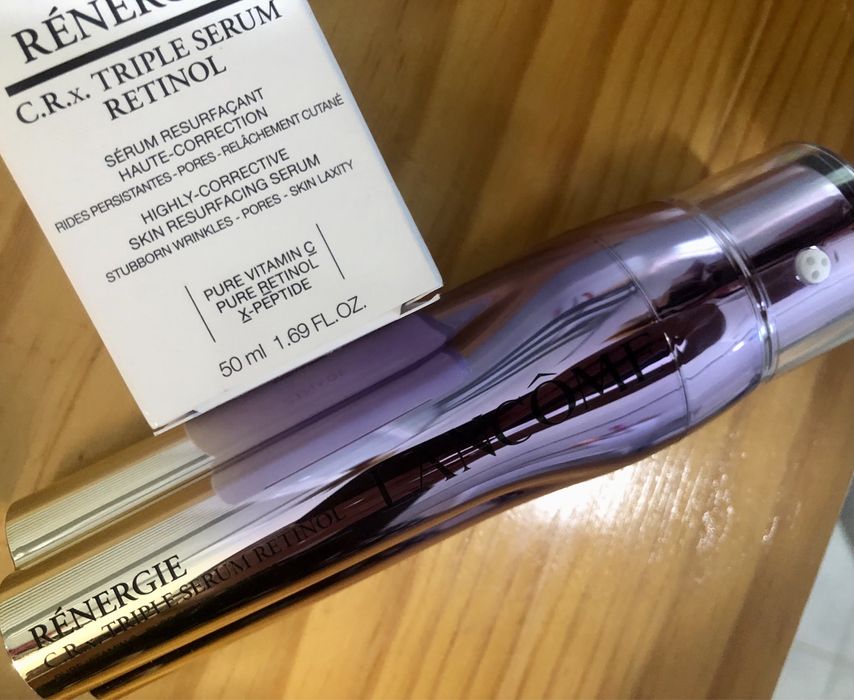 RÉNERGIE
C.R.x. TRIPLE SERUM
RETINOL
SÉRUM RESURFAÇANT
HAUTE-CORRECTION
RIDES PERSISTANTES - PORES - RELÂCHEMENT CUTANÉ
HIGHLY-CORRECTIVE
SKIN RESURFACING SERUM
STUBBORN WRINKLES - PORES - SKIN LAXITY
PURE VITAMIN C
PURE RETINOL
X-PEPTIDE
50 ml 1.69 FL.OZ.
LANCÔME
RÉNERGIE
C.R.x. TRIPLE SERUM RETINOL